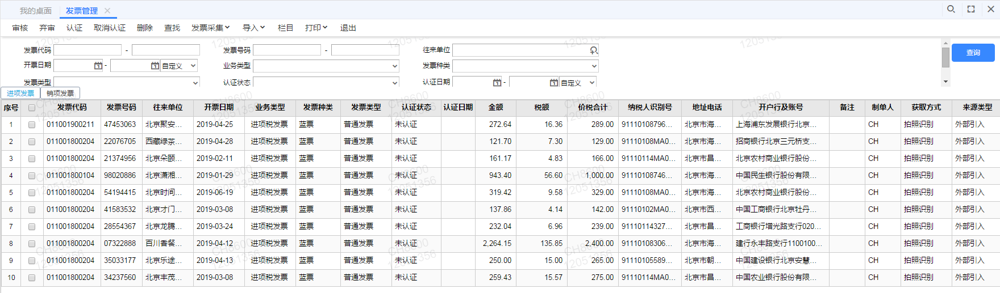 我的桌面 发票管理
审核 弃审 认证 取消认证 删除 查找 发票采集 导入 栏目 打印 退出
发票代码 - 发票号码 - 往来单位 查询
开票日期 - 自定义 业务类型 发票种类
发票类型 认证状态 认证日期 - 自定义
进项发票 销项发票
序号 发票代码 发票号码 往来单位 开票日期 业务类型 发票种类 发票类型 认证状态 认证日期 金额 税额 价税合计 纳税人识别号 地址电话 开户行及账号 备注 制单人 获取方式 来源类型
1 011001900211 47453063 北京聚安... 2019-04-25 进项税发票 蓝票 普通发票 未认证 272.64 16.36 289.00 91110108796... 北京市海... 上海浦东发展银行北京... CH 拍照识别 外部引入
2 011001800204 22076705 西藏绿茶... 2019-04-28 进项税发票 蓝票 普通发票 未认证 121.70 7.30 129.00 91110108MA0... 北京市海... 招商银行北京三元桥支... CH 拍照识别 外部引入
3 011001800204 21374956 北京朵颐... 2019-02-11 进项税发票 蓝票 普通发票 未认证 161.17 4.83 166.00 91110114MA0... 北京市昌... 北京农村商业银行股份... CH 拍照识别 外部引入
4 011001800104 98020886 北京潇湘... 2019-01-29 进项税发票 蓝票 普通发票 未认证 943.40 56.60 1,000.00 91110108746... 北京市海... 中国民生银行股份有限... CH 拍照识别 外部引入
5 011001800204 54194415 北京时间... 2019-06-19 进项税发票 蓝票 普通发票 未认证 319.42 9.58 329.00 91110108MA0... 北京市海... 北京农村商业银行股份... CH 拍照识别 外部引入
6 011001800204 41583532 北京才门... 2019-03-08 进项税发票 蓝票 普通发票 未认证 137.86 4.14 142.00 91110102MA0... 北京市西... 中国工商银行北京牡丹... CH 拍照识别 外部引入
7 011001800204 28554367 北京龙腾... 2019-03-24 进项税发票 蓝票 普通发票 未认证 232.04 6.96 239.00 91110114327... 北京市昌... 工商银行增光路支行020... CH 拍照识别 外部引入
8 011001800204 07322888 百川香餐... 2019-04-12 进项税发票 蓝票 普通发票 未认证 2,264.15 135.85 2,400.00 91110108306... 北京市海... 建行永丰路支行1100100... CH 拍照识别 外部引入
9 011001800204 35033177 北京乐途... 2019-04-13 进项税发票 蓝票 普通发票 未认证 250.00 15.00 265.00 91110105589... 北京市朝... 中国建设银行北京安慧... CH 拍照识别 外部引入
10 011001800204 34237560 北京丰茂... 2019-03-08 进项税发票 蓝票 普通发票 未认证 259.43 15.57 275.00 91110114MA0... 北京市昌... 中国农业银行股份有限... CH 拍照识别 外部引入
CH8600
12051356